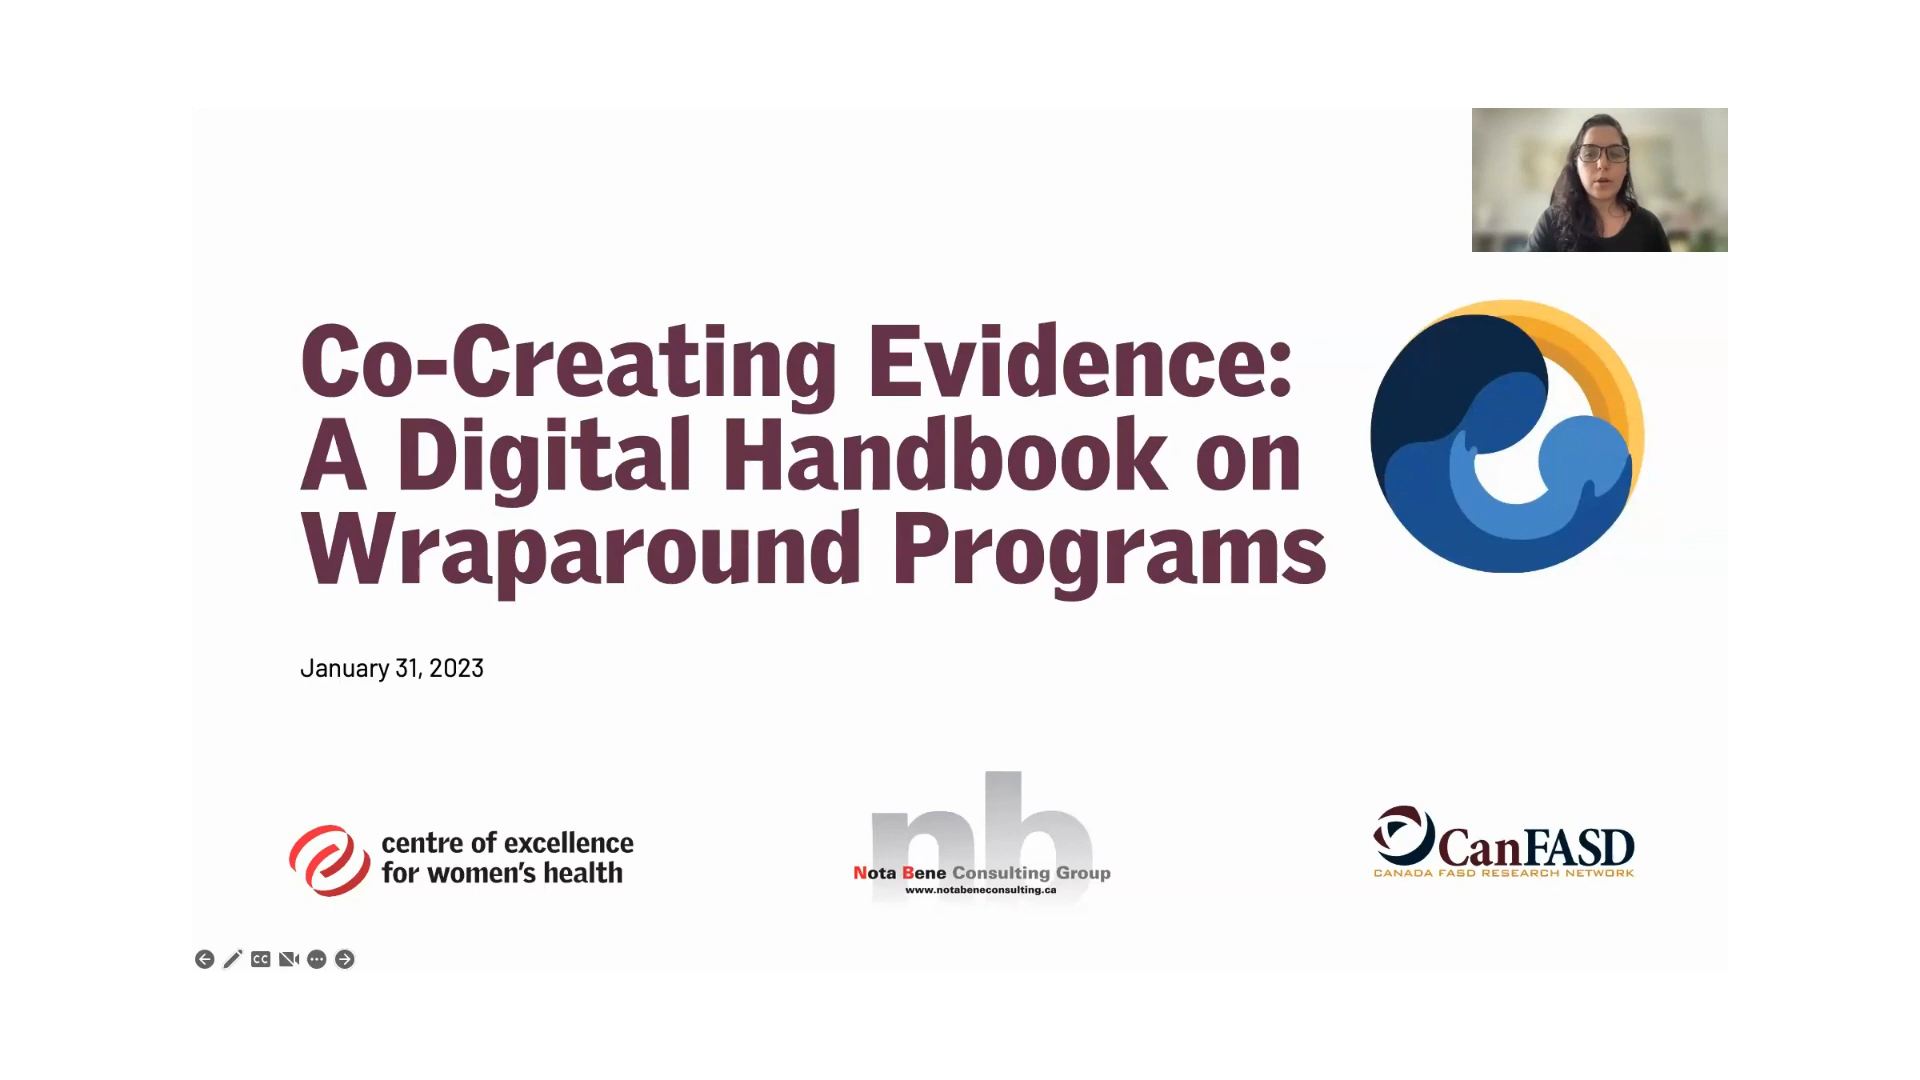 Co-Creating Evidence:
A Digital Handbook on
Wraparound Programs
January 31, 2023
centre of excellence
for women's health
nb
Nota Bene Consulting Group
www.notabeneconsulting.ca
CanFASD
CANADA FASD RESEARCH NETWORK
CC